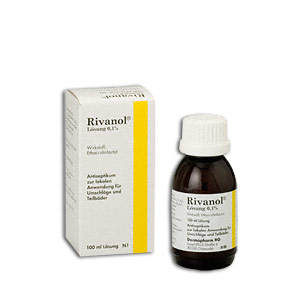 Rivanol®
Lösung 0,1%
Wirkstoff:
Ethacridinlactat
Antiseptikum
zur lokalen
Anwendung für
Umschläge und
Teilbäder
100 ml Lösung N1
Rivanol®
Lösung 0,1%
Wirkstoff: Ethacridinlactat
100 ml Lösung
Antiseptikum
zur lokalen Anwendung
für Umschläge und
Teilbäder
Dermapharm AG